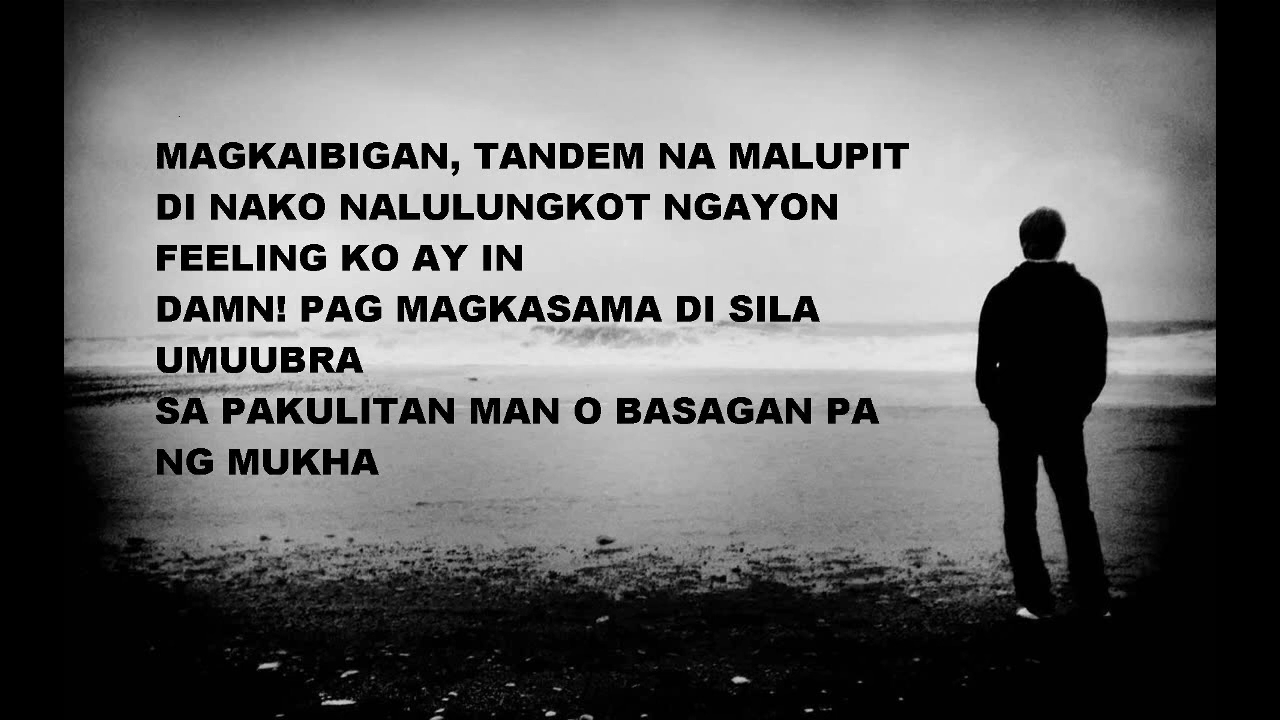 MAGKAIBIGAN, TANDEM NA MALUPIT
DI NAKO NALULUNGKOT NGAYON
FEELING KO AY IN
DAMN! PAG MAGKASAMA DI SILA
UMUUBRA
SA PAKULITAN MAN O BASAGAN PA
NG MUKHA